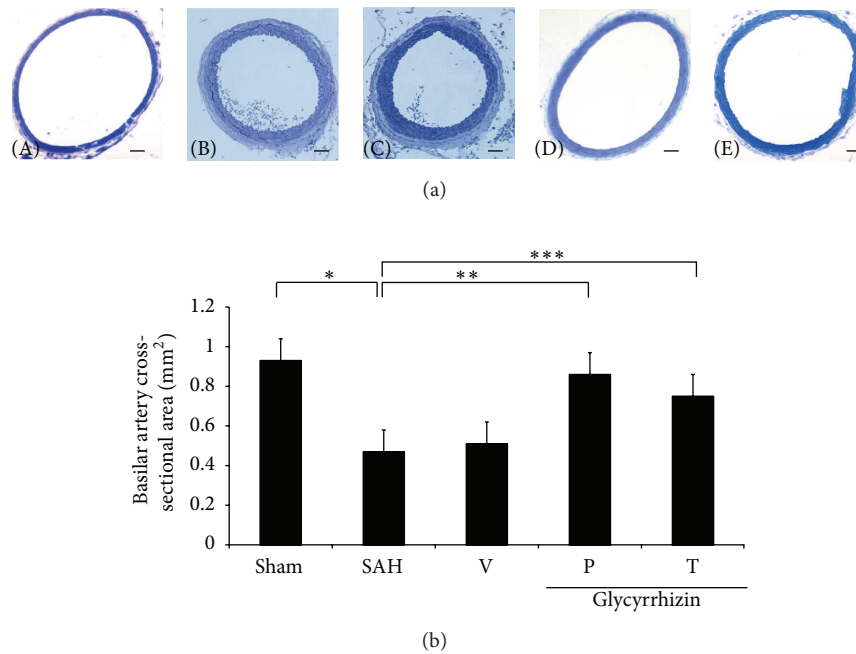 (A) (B) (C) (D) (E)
(a)
***
* **
1.2
1
0.8
0.6
0.4
0.2
0
Basilar artery cross-
sectional area (mm²)
Sham SAH V P T
Glycyrrhizin
(b)